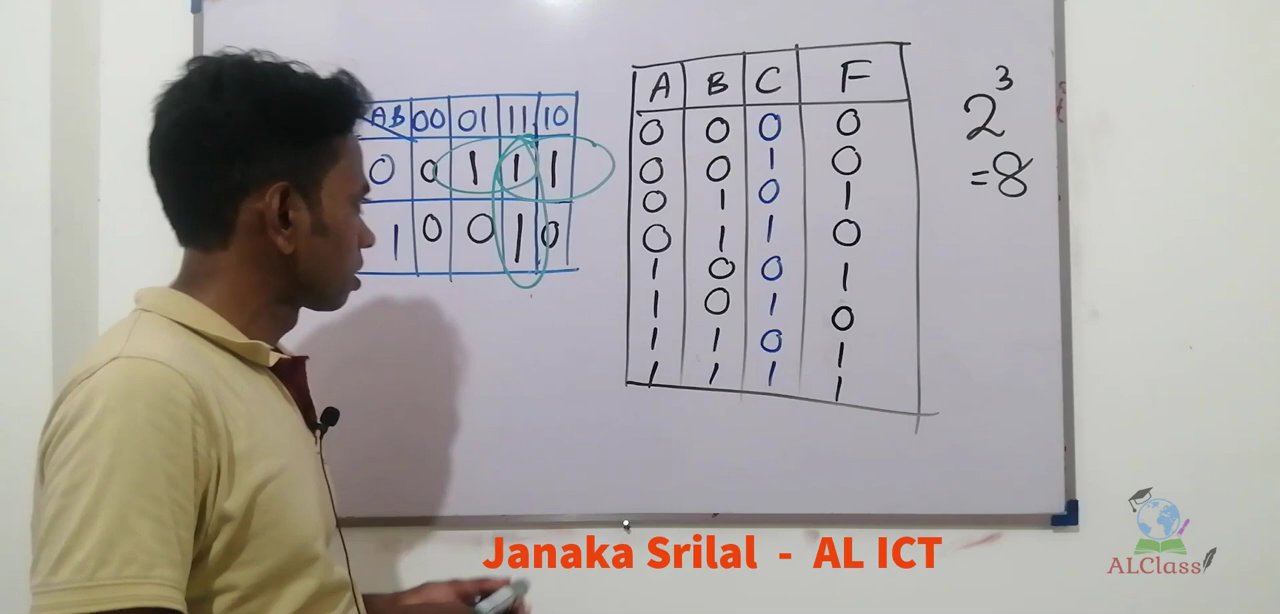 AB 00 01 11 10
0 0 1 1 1
1 0 0 1 0
A B C F
0 0 0 0
0 0 1 0
0 1 0 1
0 1 1 0
1 0 0 1
1 0 1 0
1 1 0 1
1 1 1 1
2³
=8
Janaka Srilal - AL ICT
ALClass